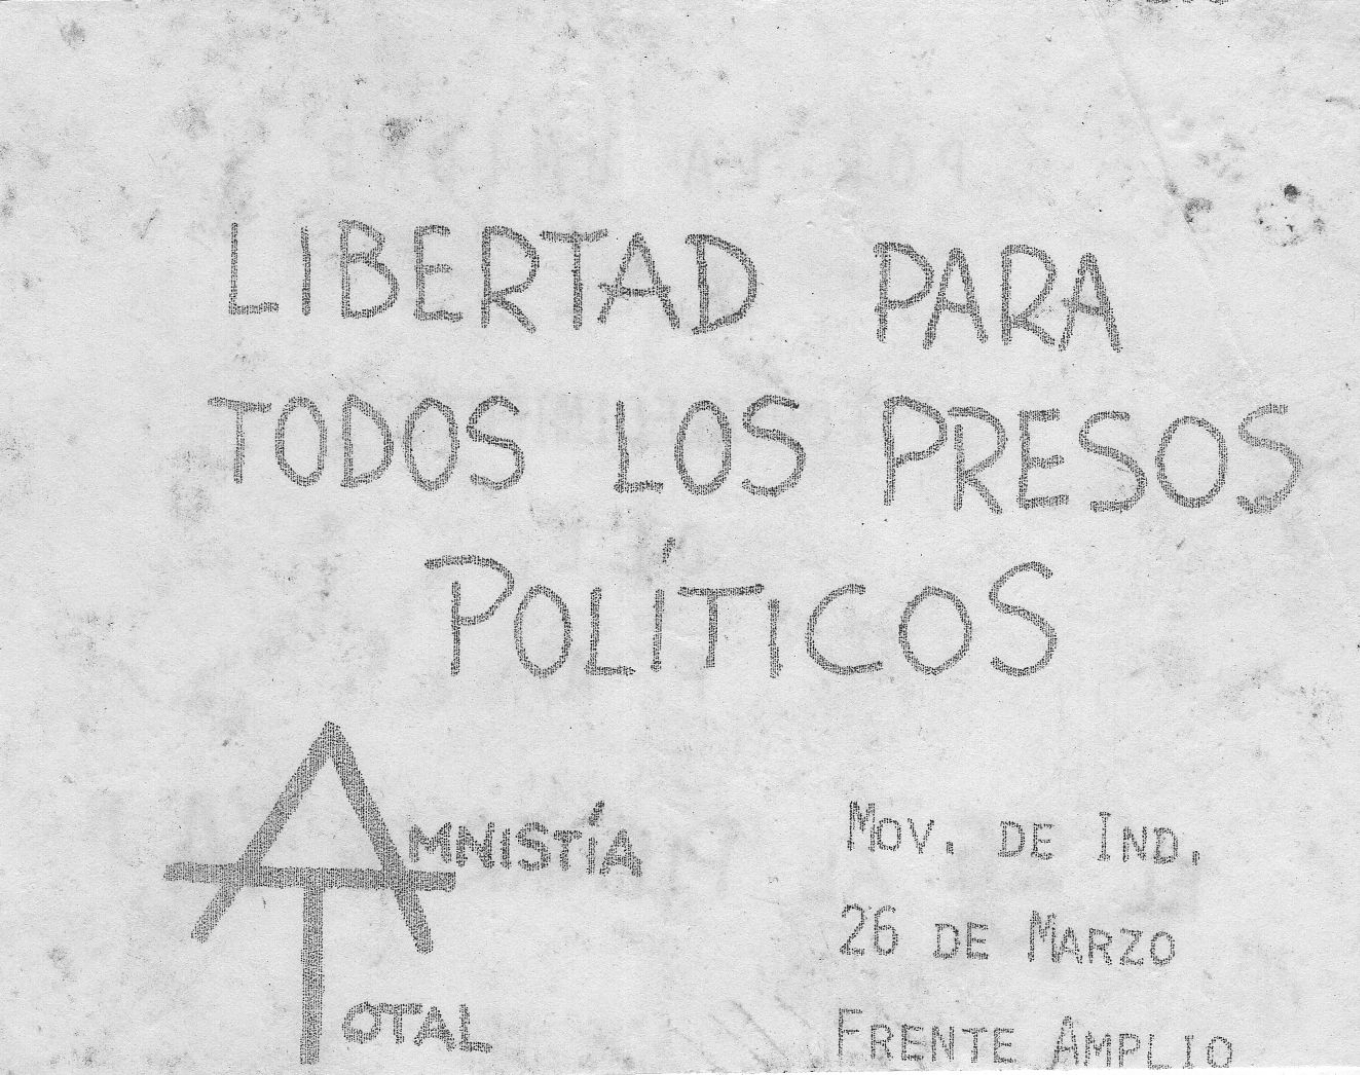 LIBERTAD PARA
TODOS LOS PRESOS
POLÍTICOS
AMNISTÍA
TOTAL
MOV. DE IND.
26 DE MARZO
FRENTE AMPLIO